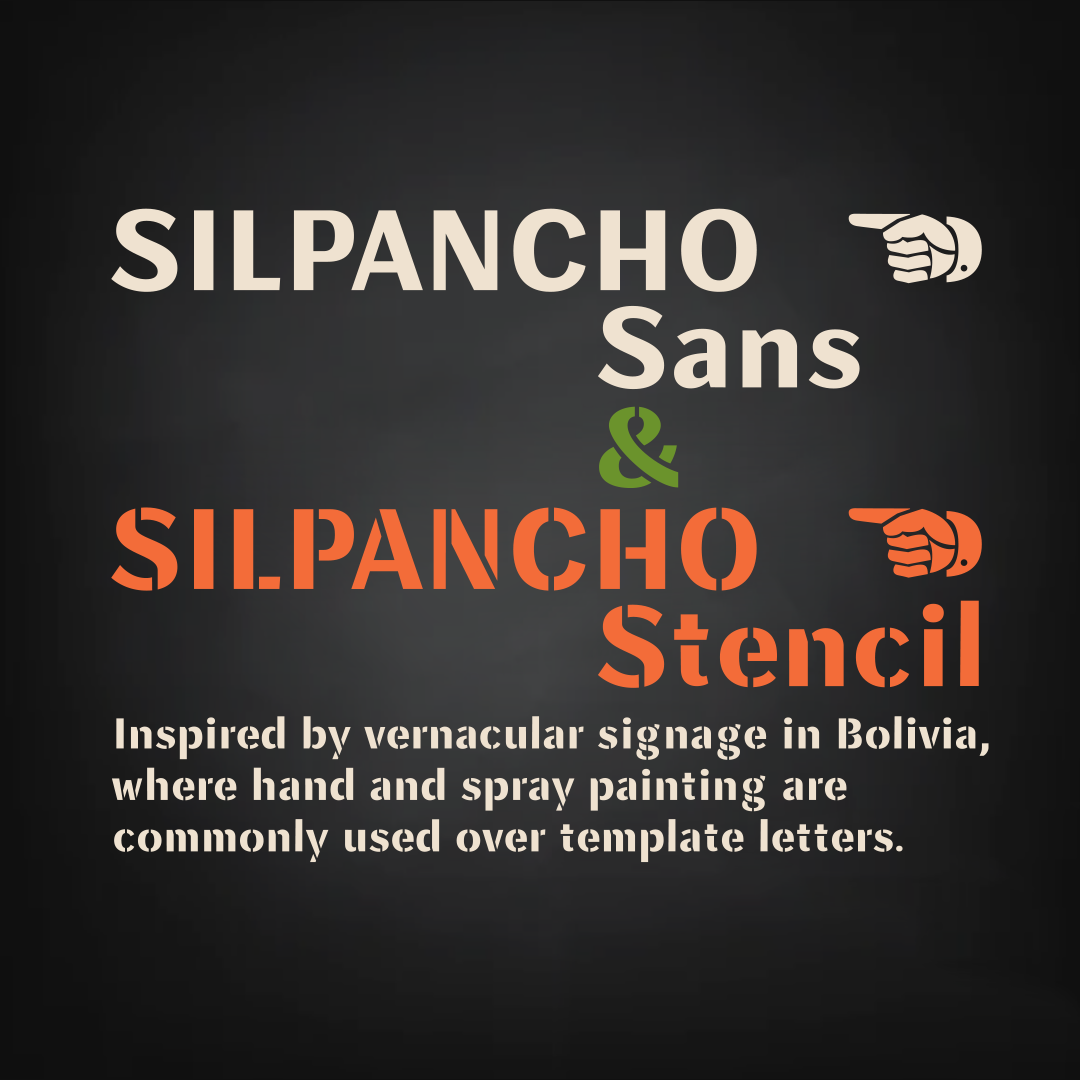 SILPANCHO
Sans
&
SILPANCHO
Stencil
Inspired by vernacular signage in Bolivia,
where hand and spray painting are
commonly used over template letters.